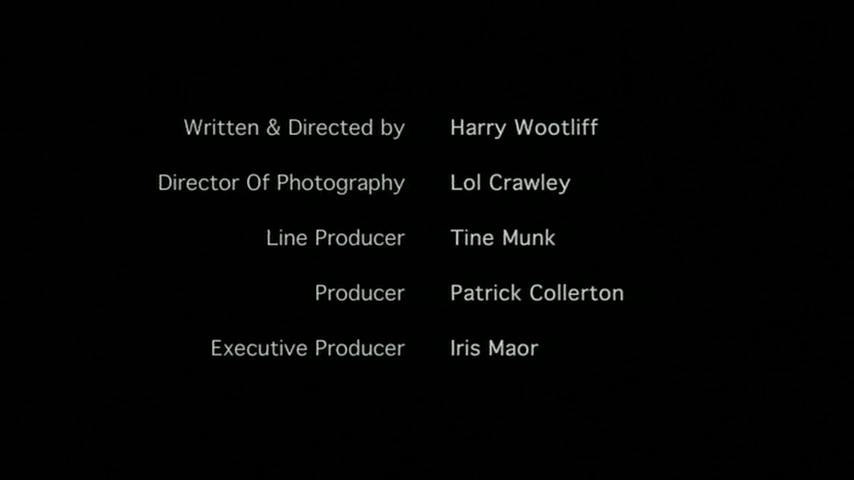 Written & Directed by Harry Wootliff
Director Of Photography Lol Crawley
Line Producer Tine Munk
Producer Patrick Collerton
Executive Producer Iris Maor